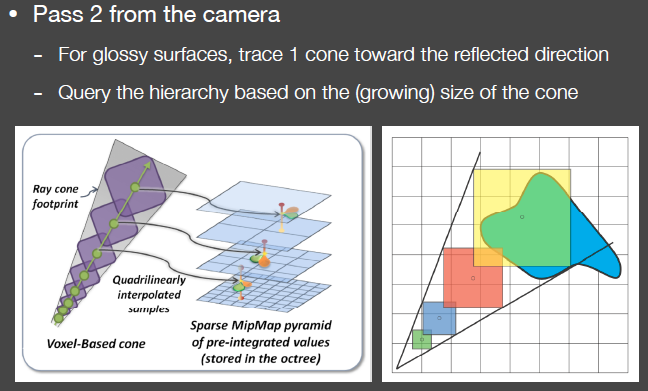 • Pass 2 from the camera
- For glossy surfaces, trace 1 cone toward the reflected direction
- Query the hierarchy based on the (growing) size of the cone
Ray cone
footprint
Quadrilinearly
interpolated
samples
Voxel-Based cone
Sparse MipMap pyramid
of pre-integrated values
(stored in the octree)